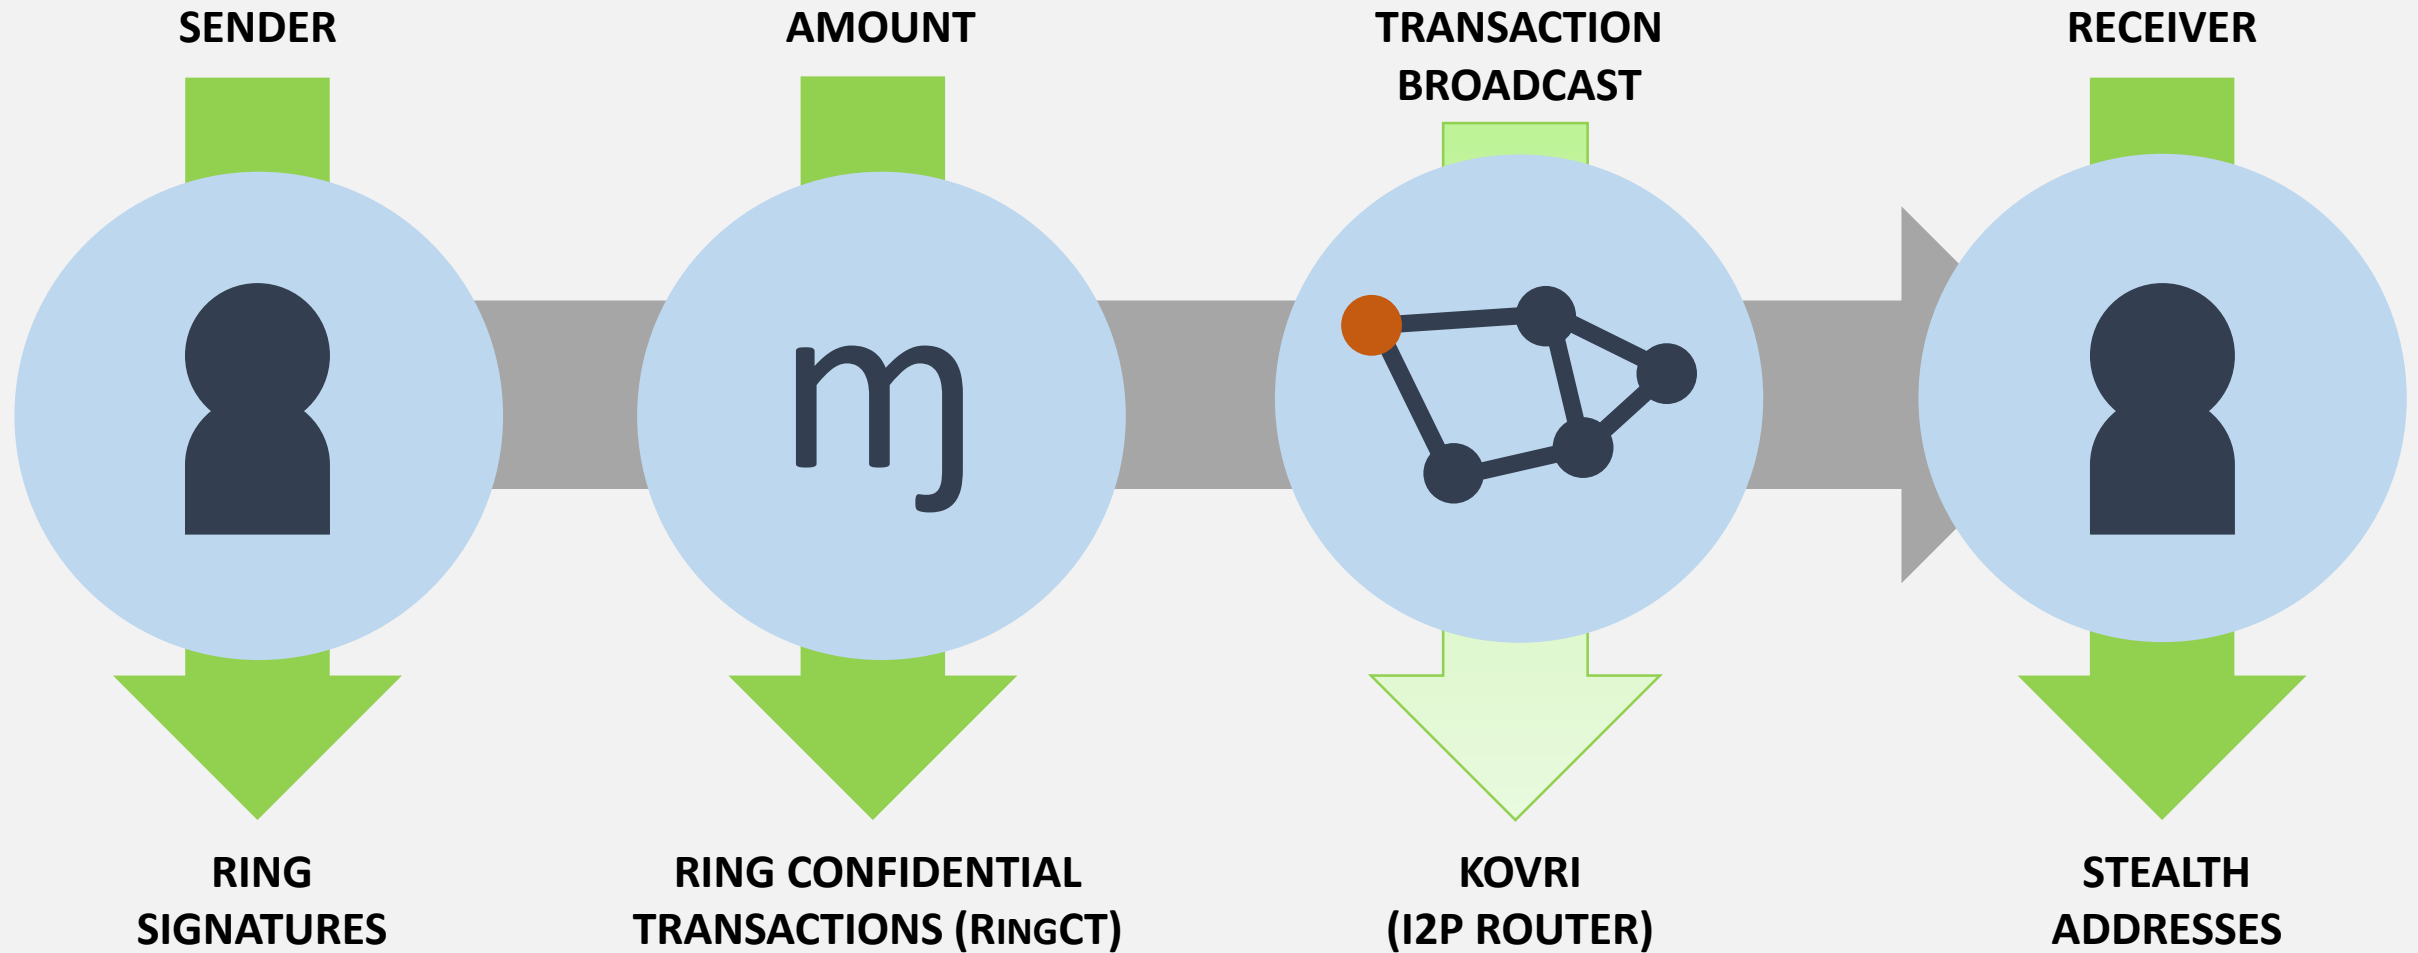 SENDER
AMOUNT
TRANSACTION
BROADCAST
RECEIVER
ɱ
RING
SIGNATURES
RING CONFIDENTIAL
TRANSACTIONS (RINGCT)
KOVRI
(I2P ROUTER)
STEALTH
ADDRESSES